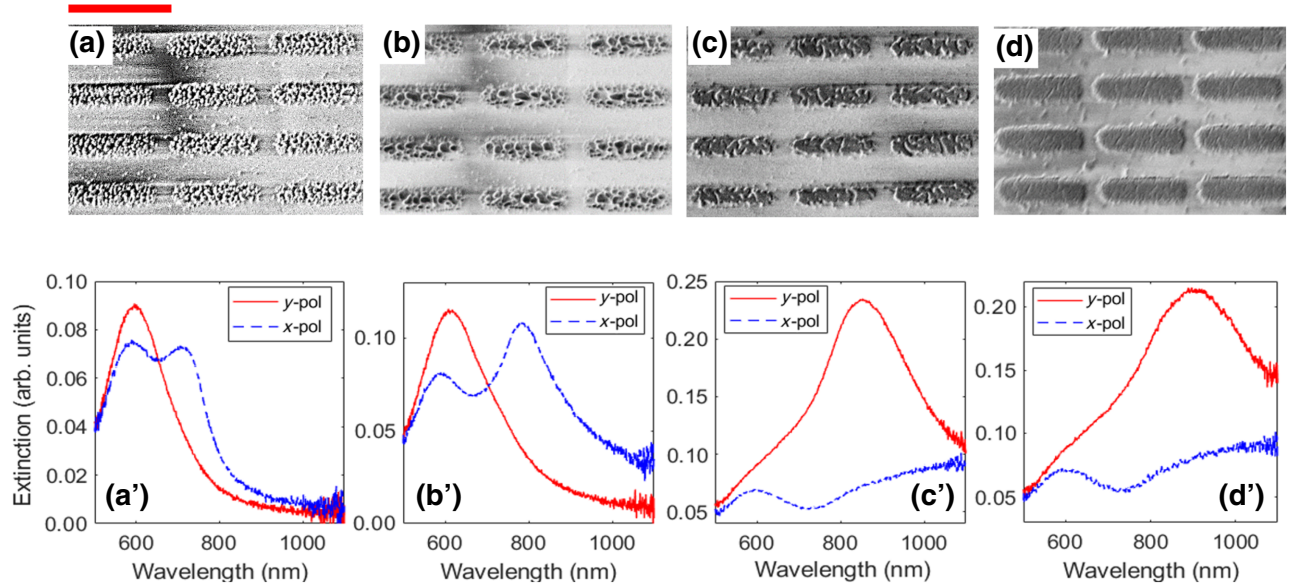 (a) (b) (c) (d)
0.10 0.08 0.06 0.04 0.02 0.00
Extinction (arb. units)
y-pol
x-pol
(a’)
600 800 1000
Wavelength (nm)
0.10 0.05 0.00
y-pol
x-pol
(b’)
600 800 1000
Wavelength (nm)
0.25 0.20 0.15 0.10 0.05
y-pol
x-pol
(c’)
600 800 1000
Wavelength (nm)
0.20 0.15 0.10 0.05
y-pol
x-pol
(d’)
600 800 1000
Wavelength (nm)